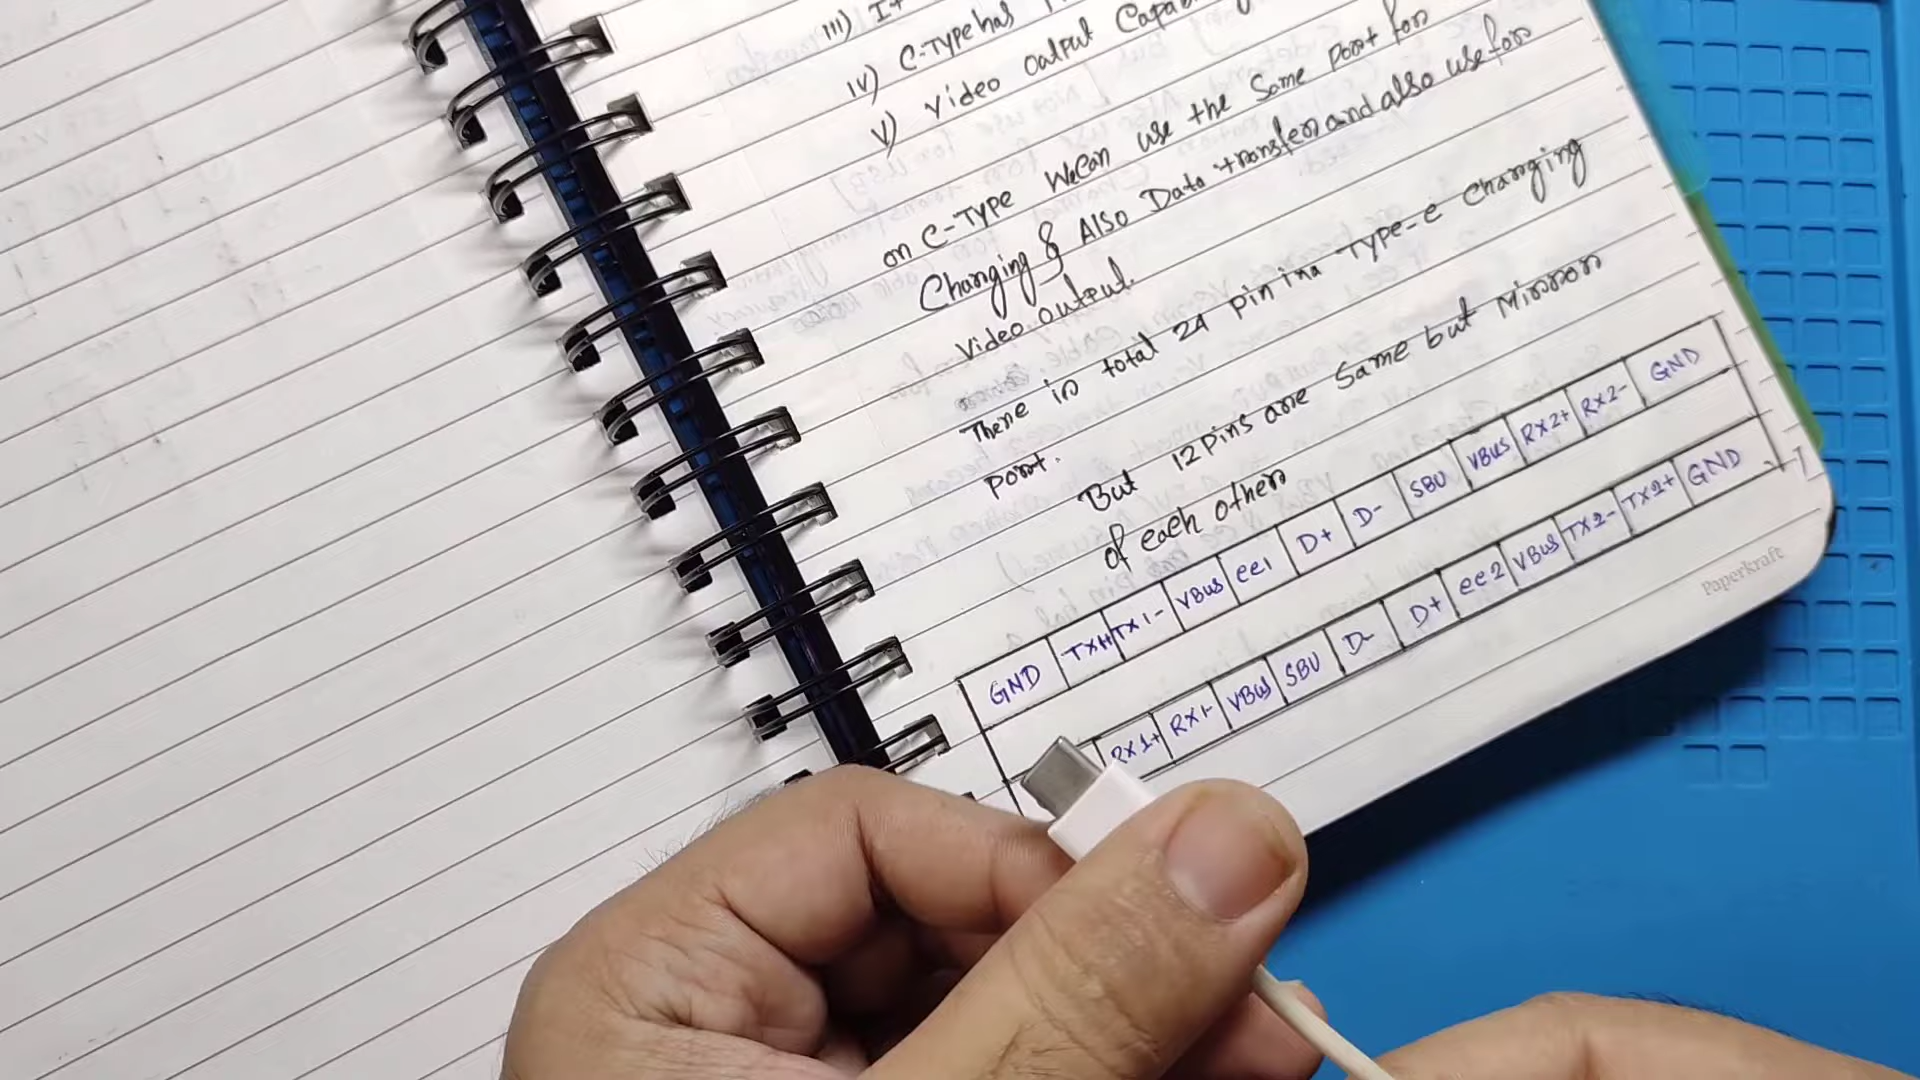 III) It
IV) C-Type has
V) Video output Capab
on C-Type We Can use the Same Port for
Charging & Also Data transfer and also use for
Video output.
There is total 24 pin in a Type-C Charging
port.
But 12 pins are Same but Mirror
of each other
GND TX1+ TX1- VBUS CC1 D+ D- SBU VBUS RX2+ RX2- GND
RX1+ RX1- VBUS SBU D- D+ CC2 VBUS TX2- TX2+ GND
Paperkraft